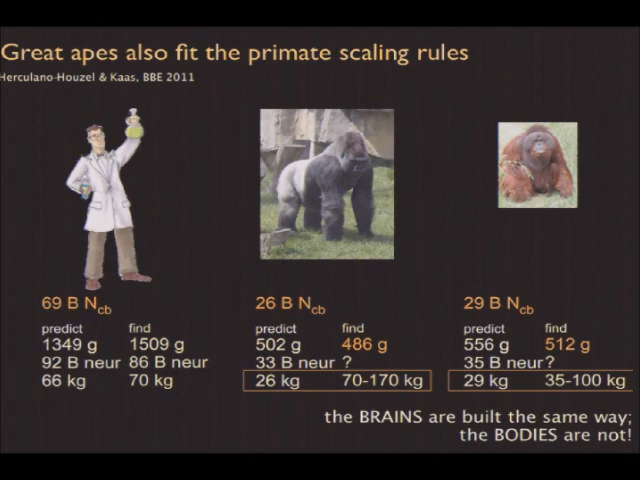 Great apes also fit the primate scaling rules
Herculano-Houzel & Kaas, BBE 2011
69 B Ncb
predict find
1349 g 1509 g
92 B neur 86 B neur
66 kg 70 kg
26 B Ncb
predict find
502 g 486 g
33 B neur ?
26 kg 70-170 kg
29 B Ncb
predict find
556 g 512 g
35 B neur?
29 kg 35-100 kg
the BRAINS are built the same way;
the BODIES are not!